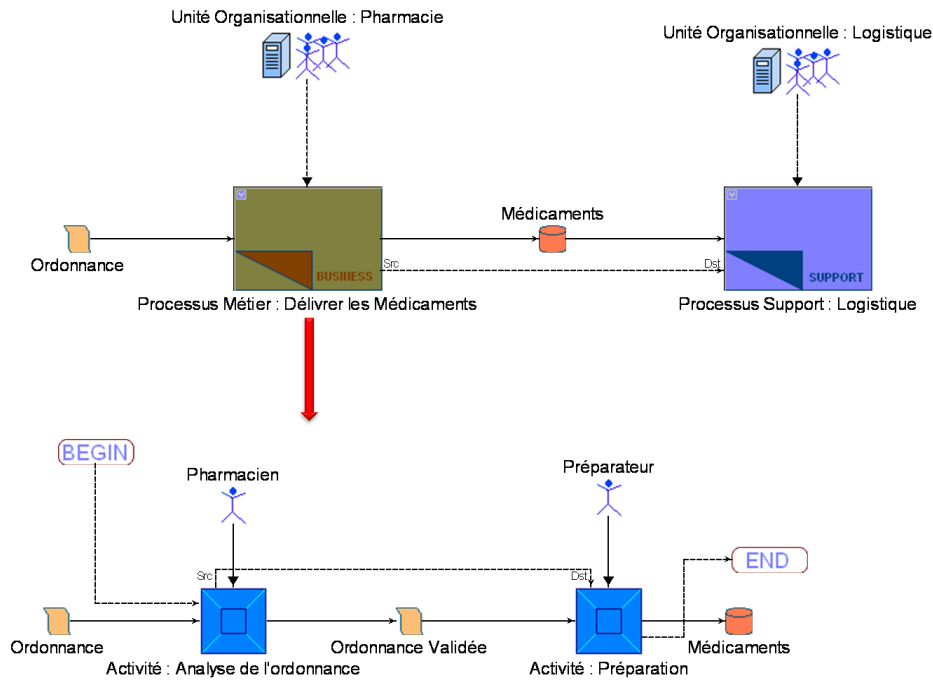 Unité Organisationnelle : Pharmacie
Unité Organisationnelle : Logistique
Médicaments
Ordonnance
BUSINESS
Src
Dst
SUPPORT
Processus Métier : Délivrer les Médicaments
Processus Support : Logistique
BEGIN
Pharmacien
Préparateur
END
Src
Dst
Ordonnance
Ordonnance Validée
Médicaments
Activité : Analyse de l'ordonnance
Activité : Préparation